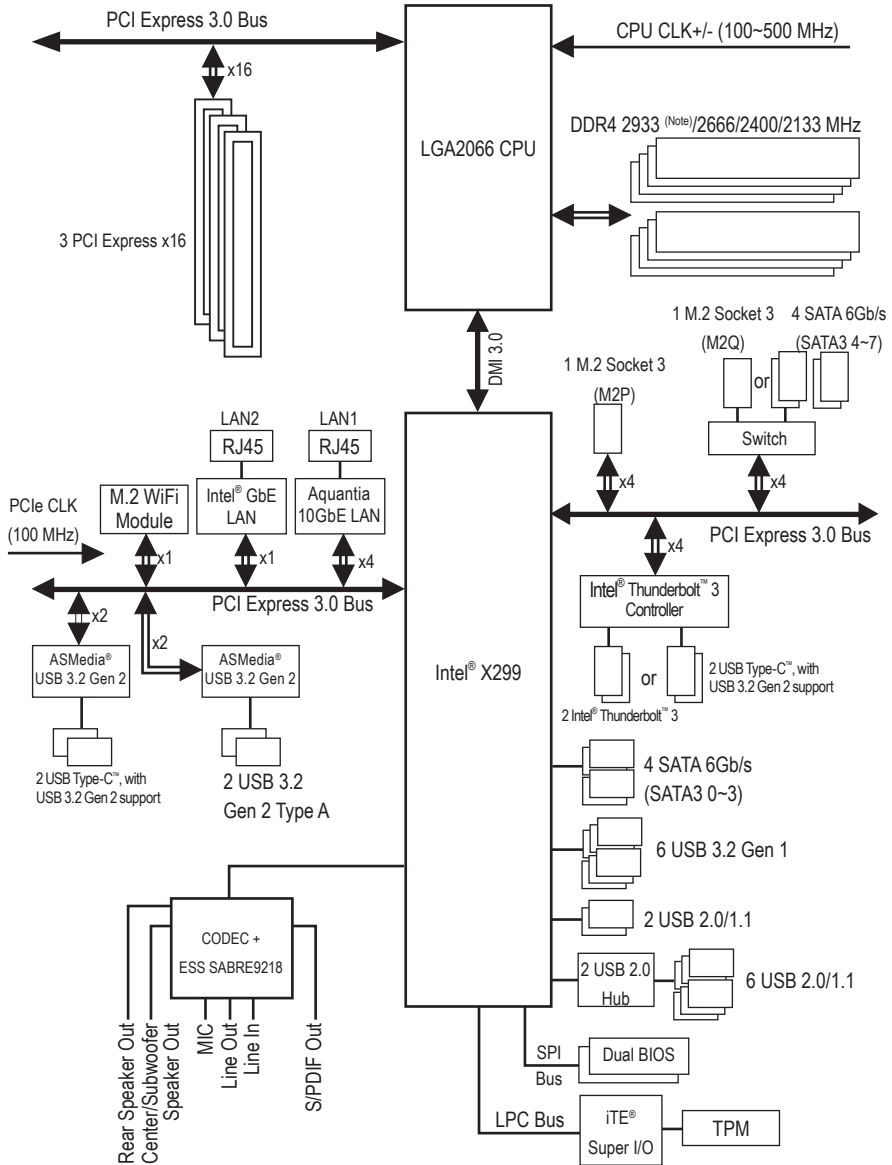 PCI Express 3.0 Bus
CPU CLK+/- (100~500 MHz)
x16
LGA2066 CPU
DDR4 2933 (Note)/2666/2400/2133 MHz
3 PCI Express x16
DMI 3.0
1 M.2 Socket 3
(M2P)
1 M.2 Socket 3
(M2Q)
4 SATA 6Gb/s
(SATA3 4~7)
or
Switch
x4
x4
PCI Express 3.0 Bus
x4
Intel® Thunderbolt™ 3
Controller
or
2 Intel® Thunderbolt™ 3
2 USB Type-C™, with
USB 3.2 Gen 2 support
LAN2
RJ45
LAN1
RJ45
PCIe CLK
(100 MHz)
M.2 WiFi
Module
Intel® GbE
LAN
Aquantia
10GbE LAN
x1
x1
x4
PCI Express 3.0 Bus
x2
x2
ASMedia®
USB 3.2 Gen 2
ASMedia®
USB 3.2 Gen 2
2 USB Type-C™, with
USB 3.2 Gen 2 support
2 USB 3.2
Gen 2 Type A
Intel® X299
4 SATA 6Gb/s
(SATA3 0~3)
6 USB 3.2 Gen 1
2 USB 2.0/1.1
2 USB 2.0
Hub
6 USB 2.0/1.1
CODEC +
ESS SABRE9218
Rear Speaker Out
Center/Subwoofer
Speaker Out
MIC
Line Out
Line In
S/PDIF Out
SPI
Bus
Dual BIOS
LPC Bus
iTE®
Super I/O
TPM